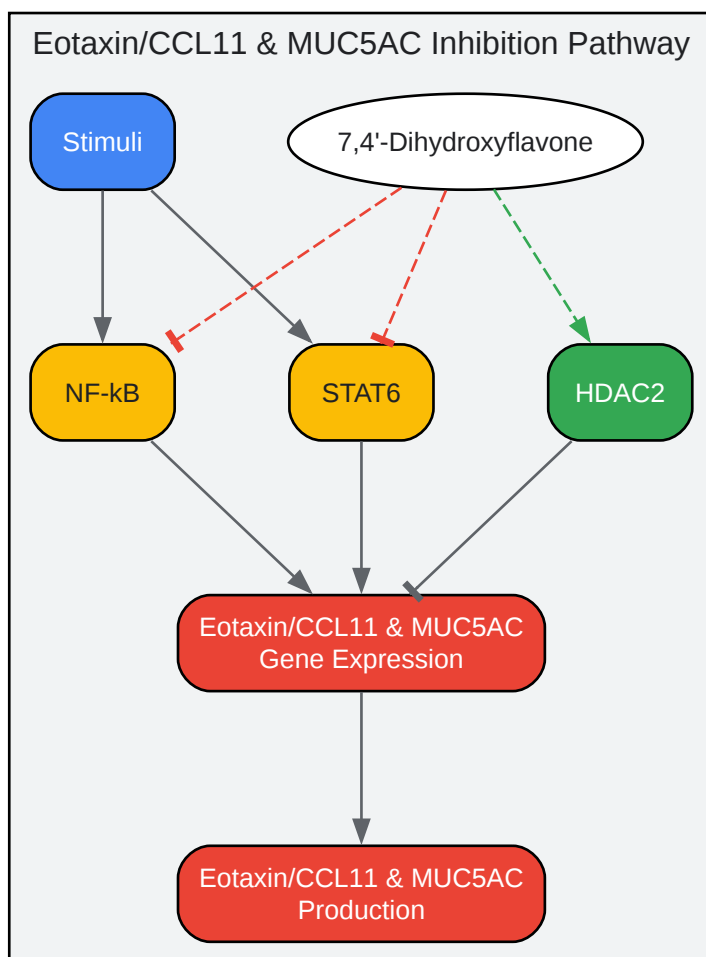 Eotaxin/CCL11 & MUC5AC Inhibition Pathway
Stimuli
7,4'-Dihydroxyflavone
NF-kB
STAT6
HDAC2
Eotaxin/CCL11 & MUC5AC
Gene Expression
Eotaxin/CCL11 & MUC5AC
Production